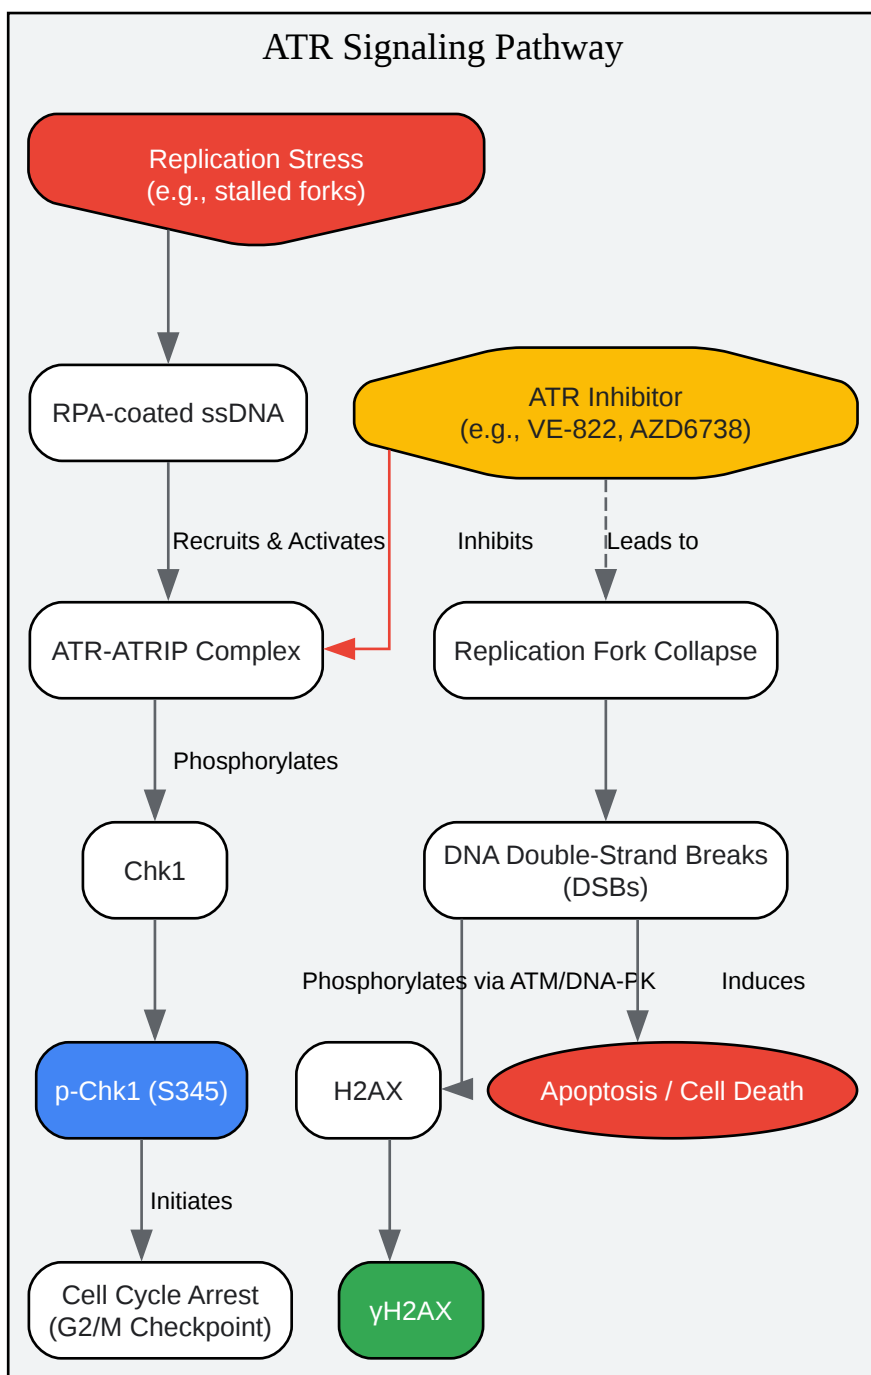 ATR Signaling Pathway
Replication Stress
(e.g., stalled forks)
RPA-coated ssDNA
ATR Inhibitor
(e.g., VE-822, AZD6738)
Recruits & Activates
Inhibits
Leads to
ATR-ATRIP Complex
Replication Fork Collapse
Phosphorylates
Chk1
DNA Double-Strand Breaks
(DSBs)
Phosphorylates via ATM/DNA-PK
Induces
p-Chk1 (S345)
H2AX
Apoptosis / Cell Death
Initiates
Cell Cycle Arrest
(G2/M Checkpoint)
γH2AX